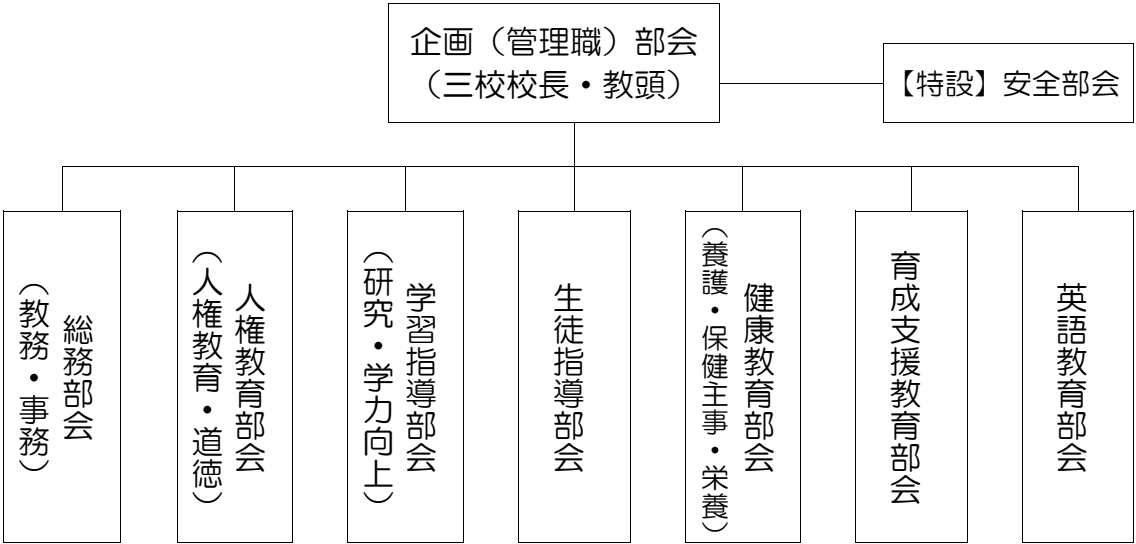 企画（管理職）部会
（三校校長・教頭）
【特設】安全部会
総務部会
（教務・事務）
人権教育部会
（人権教育・道徳）
学習指導部会
（研究・学力向上）
生徒指導部会
健康教育部会
（養護・保健主事・栄養）
育成支援教育部会
英語教育部会